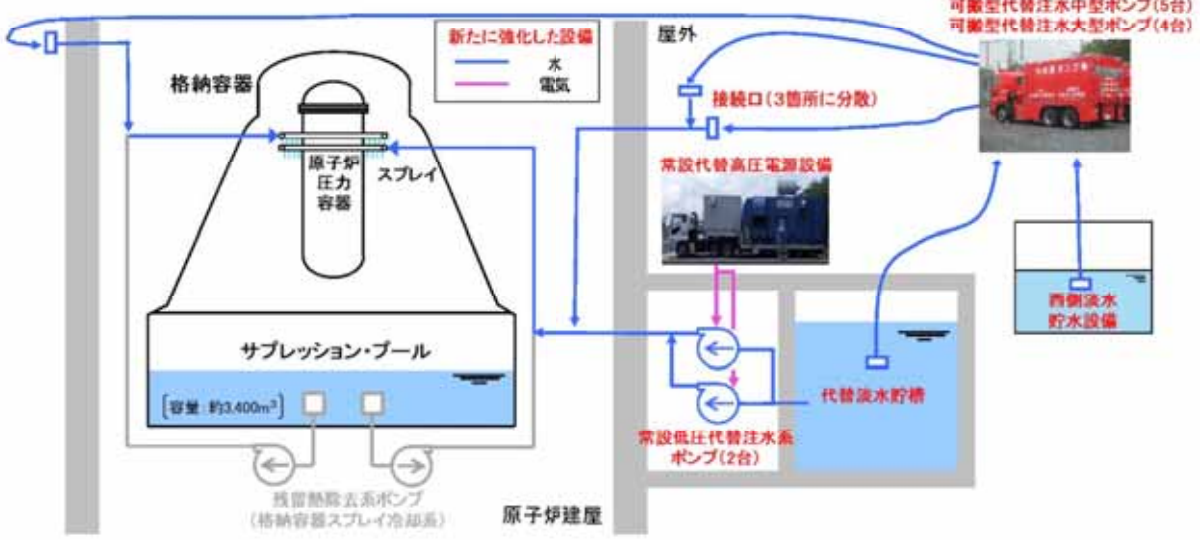 可搬型代替注水中型ポンプ(5台)
可搬型代替注水大型ポンプ(4台)
新たに強化した設備
水
電気
屋外
格納容器
接続口(3箇所に分散)
原子炉
圧力
容器
スプレイ
常設代替高圧電源設備
西側淡水
貯水設備
サプレッション・プール
[容量:約3,400m³]
代替淡水貯槽
常設低圧代替注水系
ポンプ(2台)
残留熱除去系ポンプ
(格納容器スプレイ冷却系)
原子炉建屋